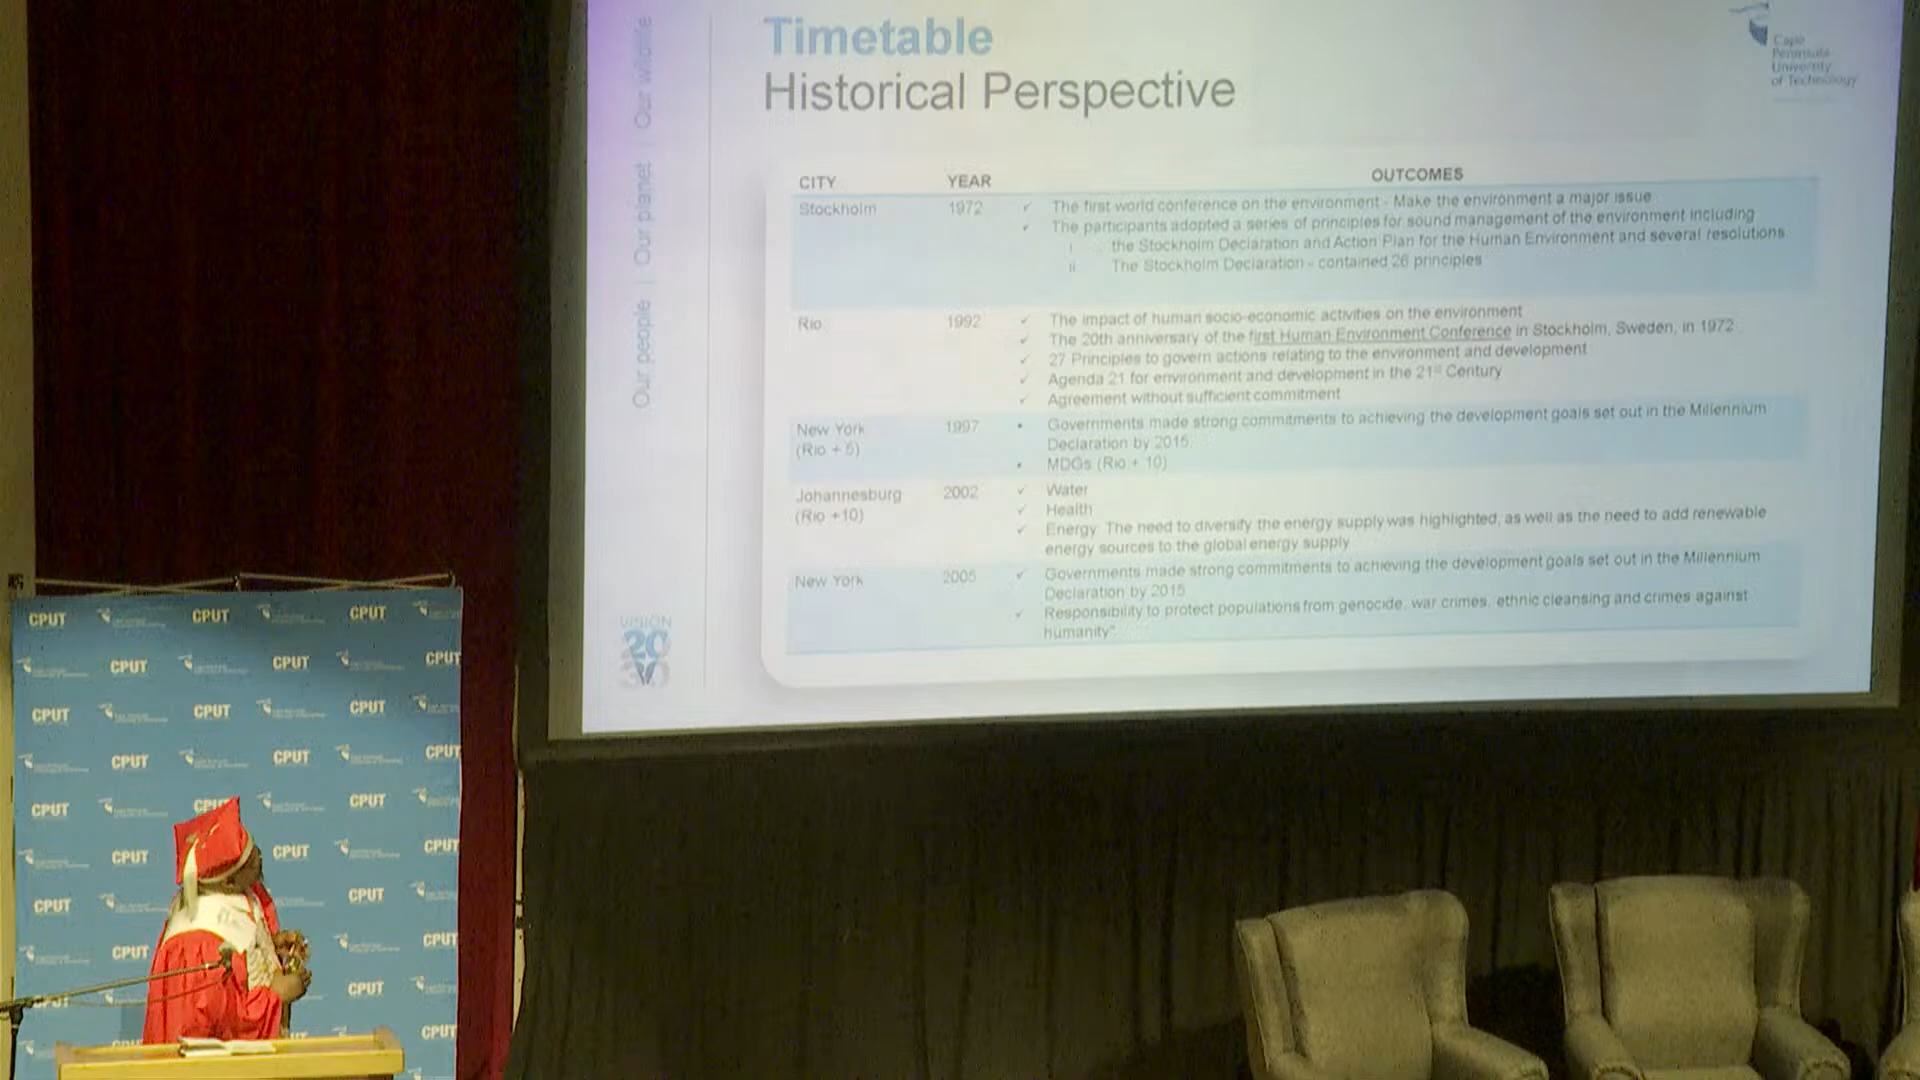 Timetable
Historical Perspective
Cape
Peninsula
University
of Technology
Our people | Our planet | Our wildlife
CITY YEAR OUTCOMES
Stockholm 1972 ✓ The first world conference on the environment - Make the environment a major issue
✓ The participants adopted a series of principles for sound management of the environment including
i the Stockholm Declaration and Action Plan for the Human Environment and several resolutions
ii The Stockholm Declaration - contained 26 principles
Rio 1992 ✓ The impact of human socio-economic activities on the environment
✓ The 20th anniversary of the first Human Environment Conference in Stockholm, Sweden, in 1972
✓ 27 Principles to govern actions relating to the environment and development
✓ Agenda 21 for environment and development in the 21st Century
✓ Agreement without sufficient commitment
New York 1997 • Governments made strong commitments to achieving the development goals set out in the Millennium
(Rio + 5) Declaration by 2015
• MDGs (Rio + 10)
Johannesburg 2002 ✓ Water
(Rio +10) ✓ Health
✓ Energy The need to diversify the energy supply was highlighted, as well as the need to add renewable
energy sources to the global energy supply
New York 2005 ✓ Governments made strong commitments to achieving the development goals set out in the Millennium
Declaration by 2015
✓ Responsibility to protect populations from genocide, war crimes, ethnic cleansing and crimes against
humanity"
VISION
CPUT CPUT CPUT
CPUT CPUT CPUT
CPUT CPUT CPUT
CPUT CPUT CPUT
CPUT CPUT CPUT
CPUT CPUT CPUT
CPUT CPUT
CPUT CPUT
CPUT CPUT
CPUT